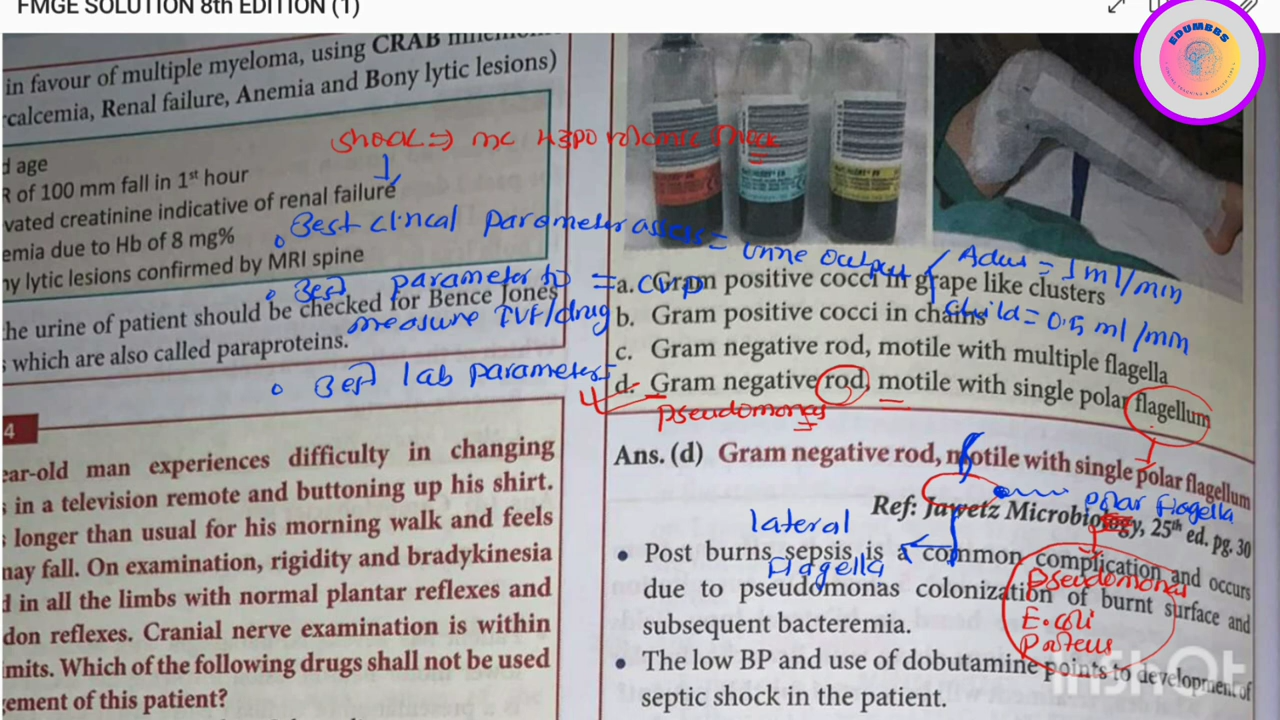 FMGE SOLUTION 8th EDITION (1)
EDUMBBS
in favour of multiple myeloma, using CRAB
calcemia, Renal failure, Anemia and Bony lytic lesions)
d age
R of 100 mm fall in 1st hour
vated creatinine indicative of renal failure
emia due to Hb of 8 mg%
ny lytic lesions confirmed by MRI spine
he urine of patient should be checked for Bence Jones
which are also called paraproteins.
4
ear-old man experiences difficulty in changing
s in a television remote and buttoning up his shirt.
longer than usual for his morning walk and feels
may fall. On examination, rigidity and bradykinesia
d in all the limbs with normal plantar reflexes and
don reflexes. Cranial nerve examination is within
mits. Which of the following drugs shall not be used
gement of this patient?
shock => mc shock
Best clinical parameter assess = urine output
= 1ml/min
child = 0.5 ml/min
Best parameter to = CVP
measure IVF/drug
Best lab parameter =
a. Gram positive cocci in grape like clusters
b. Gram positive cocci in chains
c. Gram negative rod, motile with multiple flagella
d. Gram negative rod, motile with single polar flagellum
Pseudomonas
Ans. (d) Gram negative rod, motile with single polar flagellum
polar flagella
Ref: Jawetz Microbiology, 25th ed. pg. 30
lateral
flagella
• Post burns sepsis is a common complication and occurs
due to pseudomonas colonization of burnt surface and
subsequent bacteremia.
Pseudomonas
E.coli
Proteus
• The low BP and use of dobutamine points to development of
septic shock in the patient.
InShot